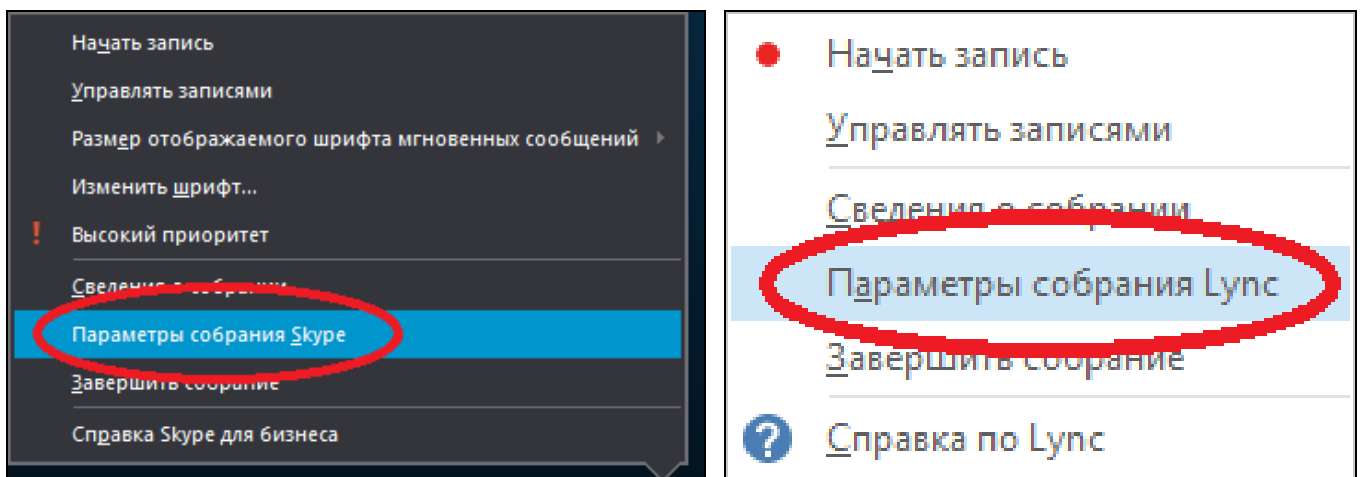 Начать запись
Управлять записями
Размер отображаемого шрифта мгновенных сообщений
Изменить шрифт...
! Высокий приоритет
Сведения о собрании
Параметры собрания Skype
Завершить собрание
Справка Skype для бизнеса
Начать запись
Управлять записями
Сведения о собрании
Параметры собрания Lync
Завершить собрание
? Справка по Lync